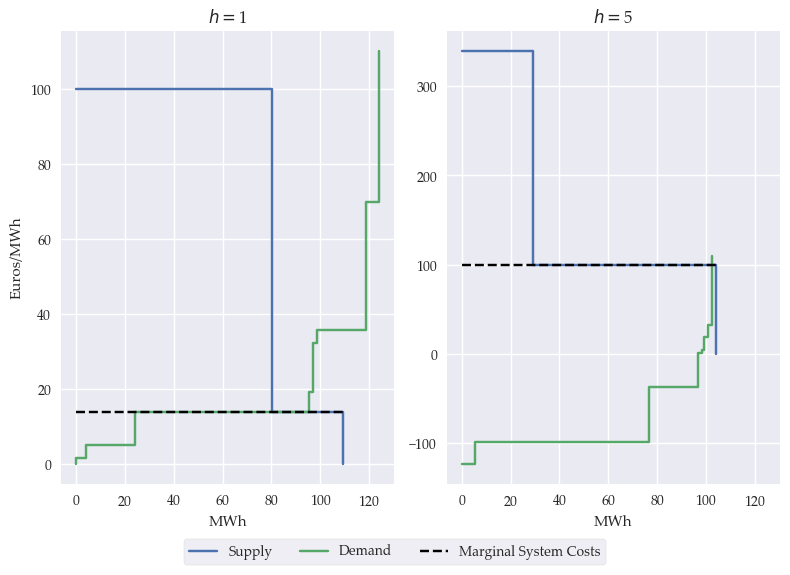 h = 1
h = 5
Euros/MWh
100
80
60
40
20
0
300
200
100
0
−100
0 20 40 60 80 100 120
0 20 40 60 80 100 120
MWh
MWh
Supply Demand Marginal System Costs